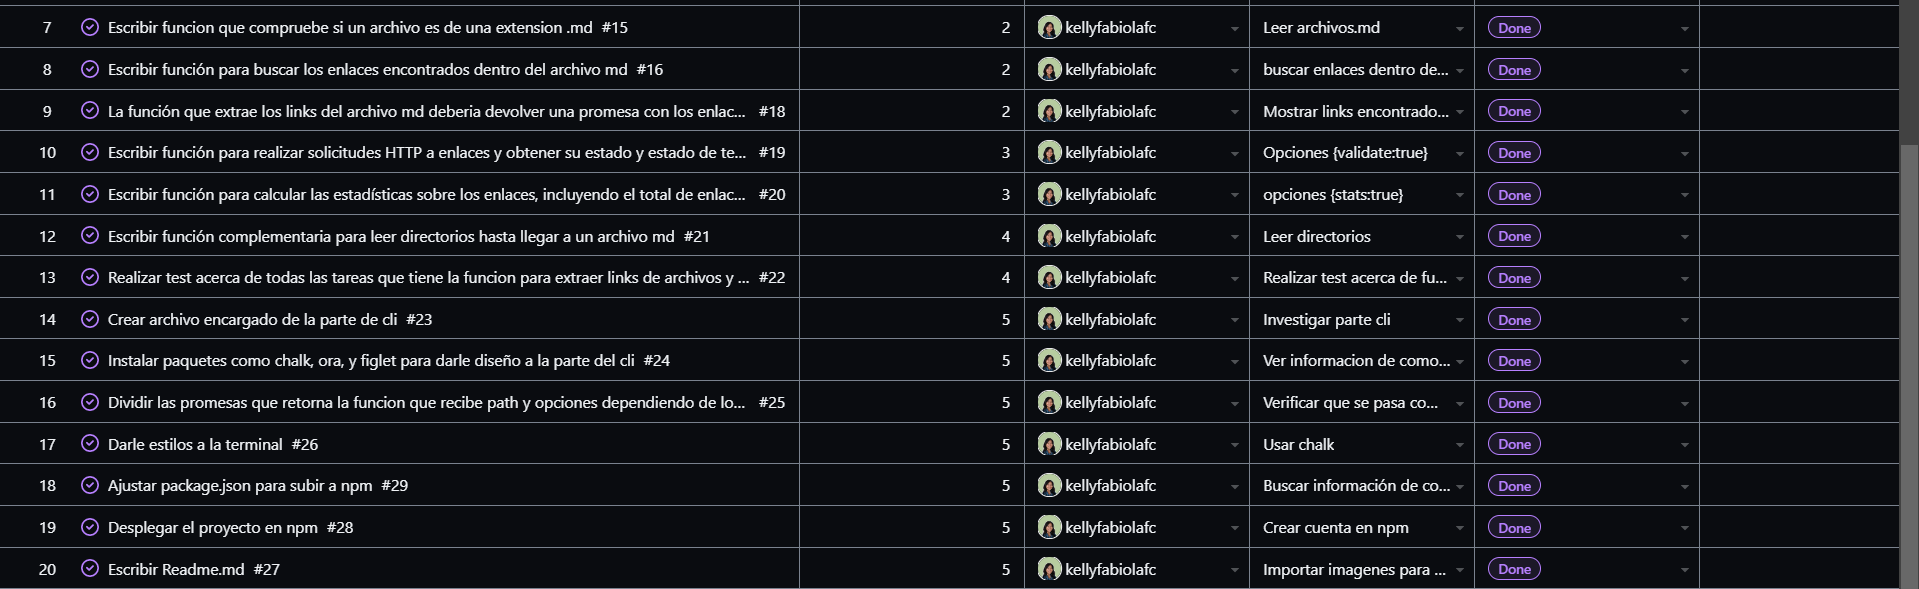 7 Escribir funcion que compruebe si un archivo es de una extension .md #15 2 kellyfabiolafc Leer archivos.md Done
8 Escribir función para buscar los enlaces encontrados dentro del archivo md #16 2 kellyfabiolafc buscar enlaces dentro de... Done
9 La función que extrae los links del archivo md deberia devolver una promesa con los enlac... #18 2 kellyfabiolafc Mostrar links encontrado... Done
10 Escribir función para realizar solicitudes HTTP a enlaces y obtener su estado y estado de te... #19 3 kellyfabiolafc Opciones {validate:true} Done
11 Escribir función para calcular las estadísticas sobre los enlaces, incluyendo el total de enlac... #20 3 kellyfabiolafc opciones {stats:true} Done
12 Escribir función complementaria para leer directorios hasta llegar a un archivo md #21 4 kellyfabiolafc Leer directorios Done
13 Realizar test acerca de todas las tareas que tiene la funcion para extraer links de archivos y ... #22 4 kellyfabiolafc Realizar test acerca de fu... Done
14 Crear archivo encargado de la parte de cli #23 5 kellyfabiolafc Investigar parte cli Done
15 Instalar paquetes como chalk, ora, y figlet para darle diseño a la parte del cli #24 5 kellyfabiolafc Ver informacion de como... Done
16 Dividir las promesas que retorna la funcion que recibe path y opciones dependiendo de lo... #25 5 kellyfabiolafc Verificar que se pasa co... Done
17 Darle estilos a la terminal #26 5 kellyfabiolafc Usar chalk Done
18 Ajustar package.json para subir a npm #29 5 kellyfabiolafc Buscar información de co... Done
19 Desplegar el proyecto en npm #28 5 kellyfabiolafc Crear cuenta en npm Done
20 Escribir Readme.md #27 5 kellyfabiolafc Importar imagenes para ... Done